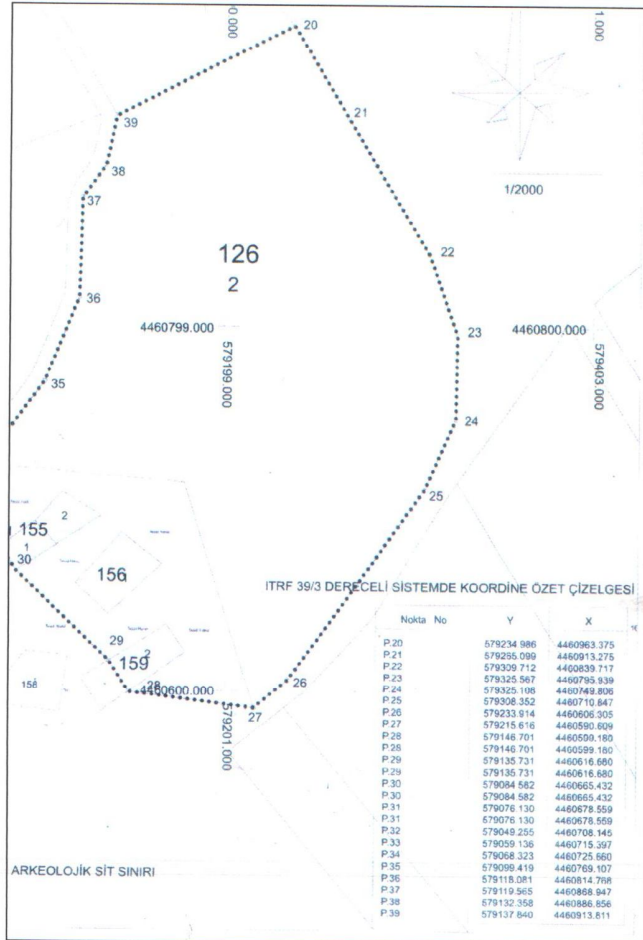 0.000
1.000
20
21
39
38
37
1/2000
126
2
22
36
4460799.000
23
4460800.000
579199.000
579403.000
35
24
25
155
2
1
30
156
ITRF 39/3 DERECELİ SİSTEMDE KOORDİNE ÖZET ÇİZELGESİ
29
2
159
158
28
4460600.000
26
27
579201.000
Nokta No Y X
P.20 579234.986 4460963.375
P.21 579265.099 4460913.275
P.22 579309.712 4460839.717
P.23 579325.567 4460795.939
P.24 579325.108 4460749.806
P.25 579308.352 4460710.647
P.26 579233.914 4460606.305
P.27 579215.616 4460590.609
P.28 579146.701 4460599.180
P.28 579146.701 4460599.180
P.29 579135.731 4460616.680
P.29 579135.731 4460616.680
P.30 579084.582 4460665.432
P.30 579084.582 4460665.432
P.31 579076.130 4460678.559
P.31 579076.130 4460678.559
P.32 579049.255 4460708.145
P.33 579059.136 4460715.397
P.34 579068.323 4460725.660
P.35 579099.419 4460769.107
P.36 579118.081 4460814.768
P.37 579119.565 4460868.947
P.38 579132.358 4460886.856
P.39 579137.840 4460913.811
ARKEOLOJİK SİT SINIRI